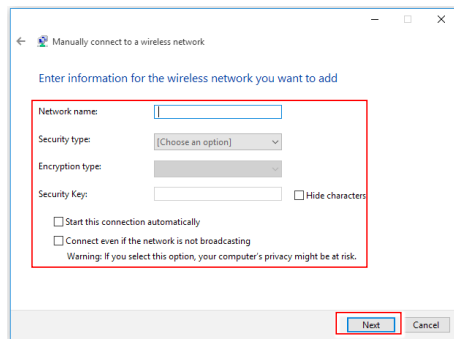 Manually connect to a wireless network
Enter information for the wireless network you want to add
Network name:
Security type: [Choose an option]
Encryption type:
Security Key: Hide characters
Start this connection automatically
Connect even if the network is not broadcasting
Warning: If you select this option, your computer's privacy might be at risk.
Next Cancel